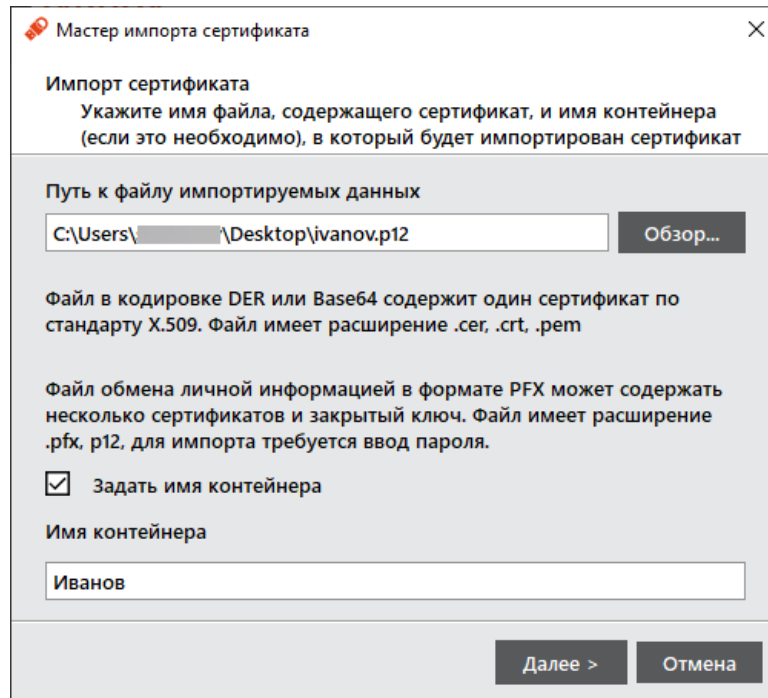 Мастер импорта сертификата
Импорт сертификата
Укажите имя файла, содержащего сертификат, и имя контейнера
(если это необходимо), в который будет импортирован сертификат
Путь к файлу импортируемых данных
C:\Users\ \Desktop\ivanov.p12
Обзор...
Файл в кодировке DER или Base64 содержит один сертификат по
стандарту X.509. Файл имеет расширение .cer, .crt, .pem
Файл обмена личной информацией в формате PFX может содержать
несколько сертификатов и закрытый ключ. Файл имеет расширение
.pfx, p12, для импорта требуется ввод пароля.
Задать имя контейнера
Имя контейнера
Иванов
Далее >
Отмена